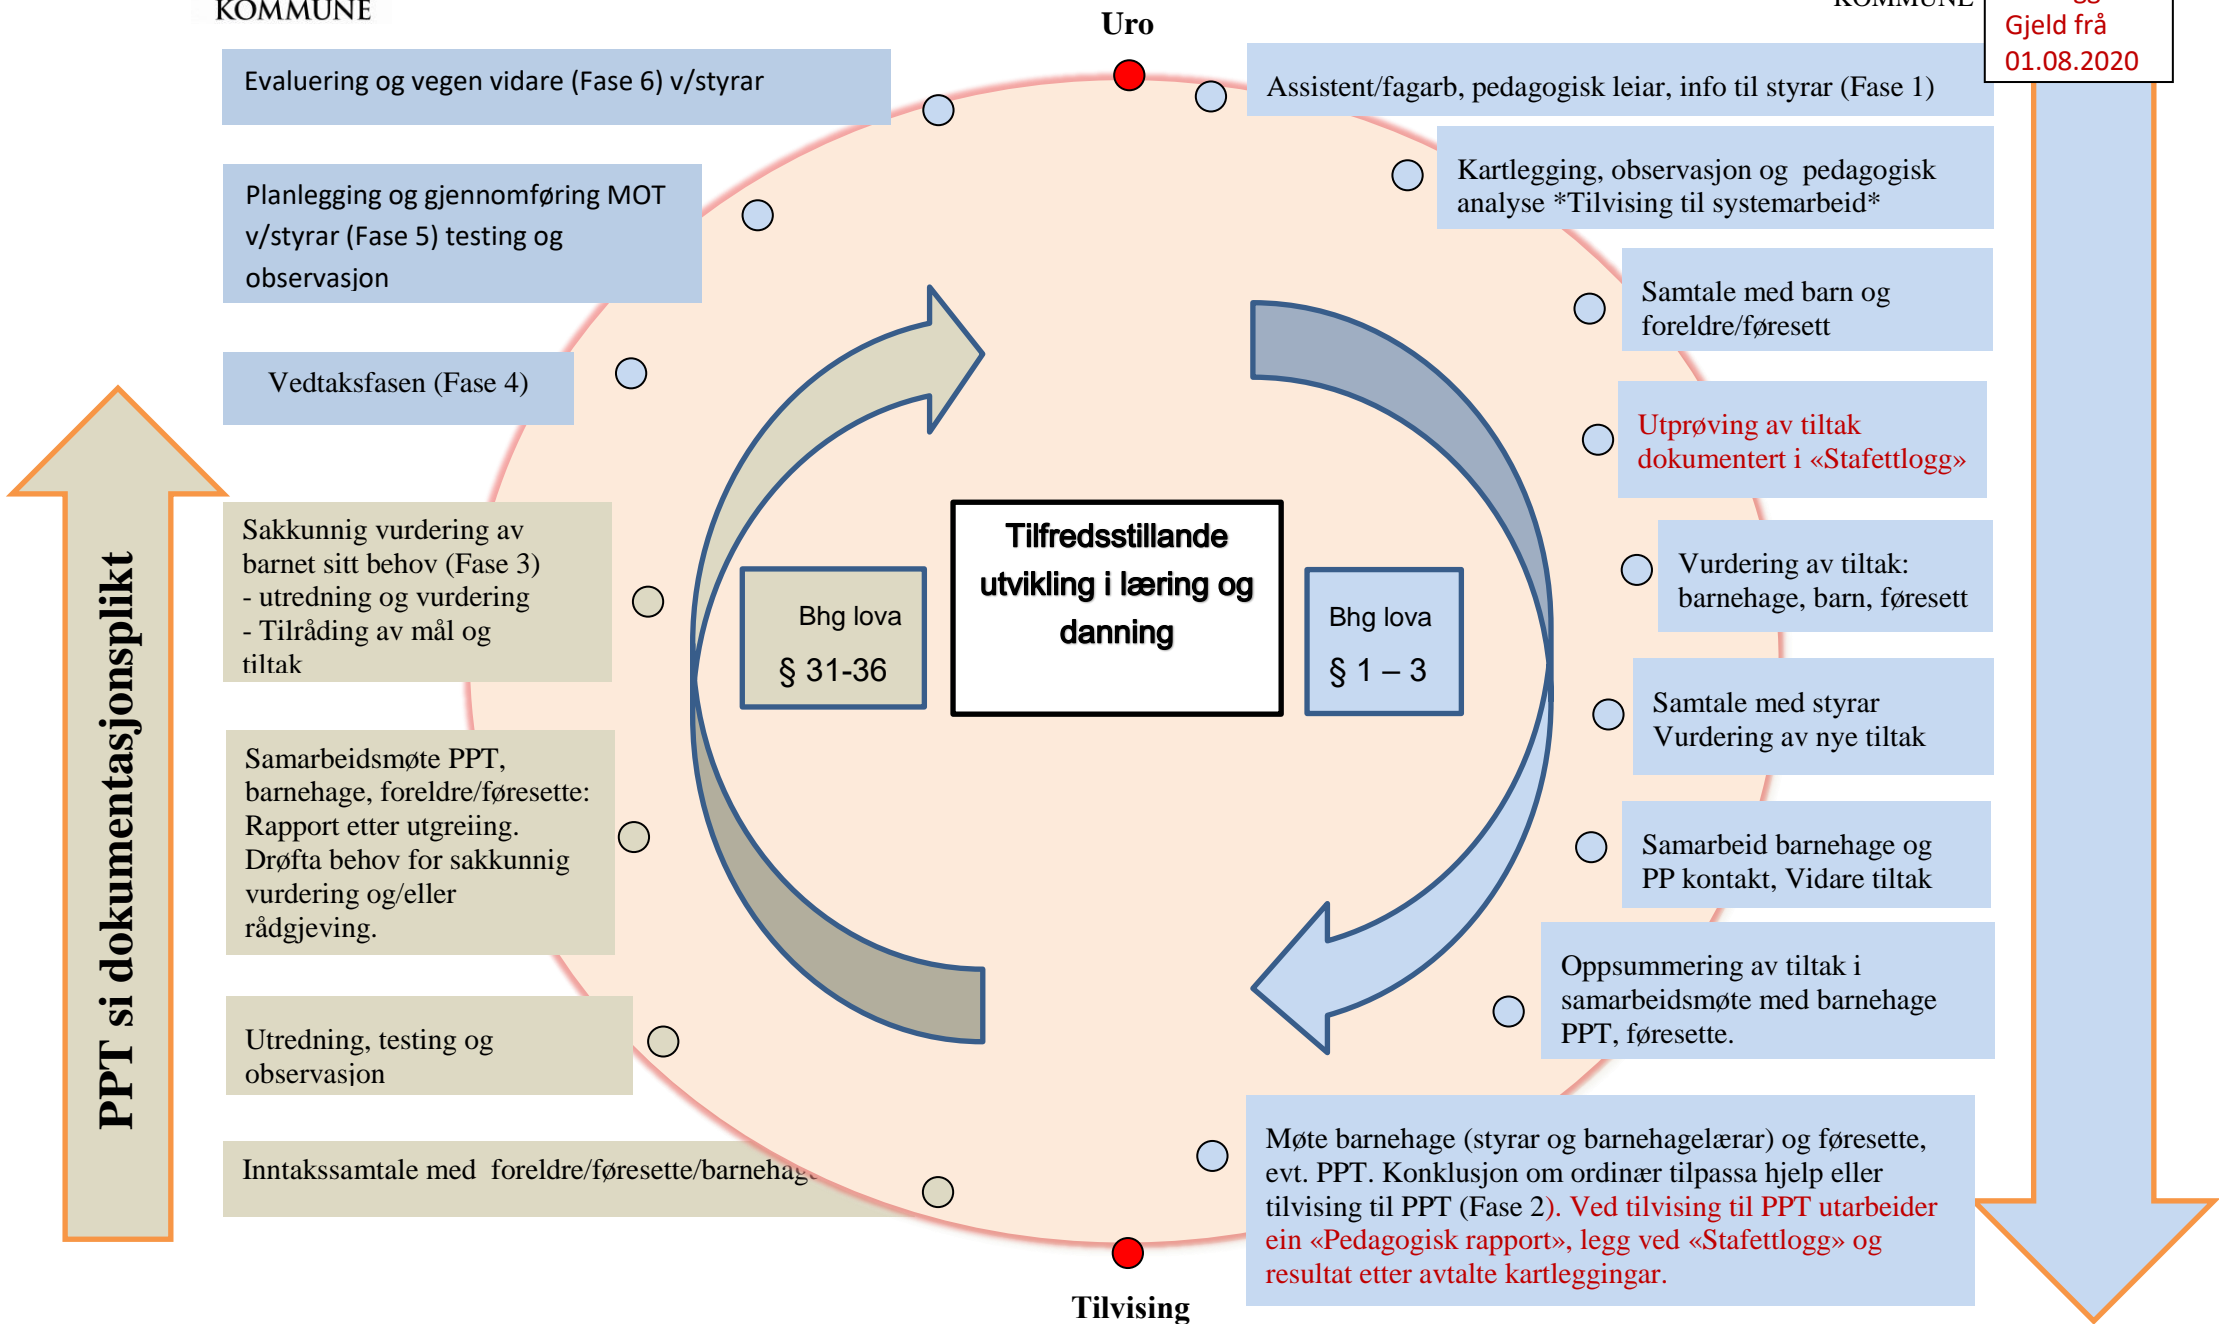 KOMMUNE
KOMMUNE
Gjeld frå
01.08.2020
Uro
Assistent/fagarb, pedagogisk leiar, info til styrar (Fase 1)
Kartlegging, observasjon og pedagogisk
analyse *Tilvising til systemarbeid*
Samtale med barn og
foreldre/føresett
Utprøving av tiltak
dokumentert i «Stafettlogg»
Vurdering av tiltak:
barnehage, barn, føresett
Samtale med styrar
Vurdering av nye tiltak
Samarbeid barnehage og
PP kontakt, Vidare tiltak
Oppsummering av tiltak i
samarbeidsmøte med barnehage
PPT, føresette.
Møte barnehage (styrar og barnehagelærar) og føresette,
evt. PPT. Konklusjon om ordinær tilpassa hjelp eller
tilvising til PPT (Fase 2). Ved tilvising til PPT utarbeider
ein «Pedagogisk rapport», legg ved «Stafettlogg» og
resultat etter avtalte kartleggingar.
Tilvising
Inntakssamtale med foreldre/føresette/barnehage
Utredning, testing og
observasjon
Samarbeidsmøte PPT,
barnehage, foreldre/føresette:
Rapport etter utgreiing.
Drøfta behov for sakkunnig
vurdering og/eller
rådgjeving.
Sakkunnig vurdering av
barnet sitt behov (Fase 3)
- utredning og vurdering
- Tilråding av mål og
tiltak
Vedtaksfasen (Fase 4)
Planlegging og gjennomføring MOT
v/styrar (Fase 5) testing og
observasjon
Evaluering og vegen vidare (Fase 6) v/styrar
PPT si dokumentasjonsplikt
Bhg lova
§ 31-36
Tilfredsstillande
utvikling i læring og
danning
Bhg lova
§ 1 – 3